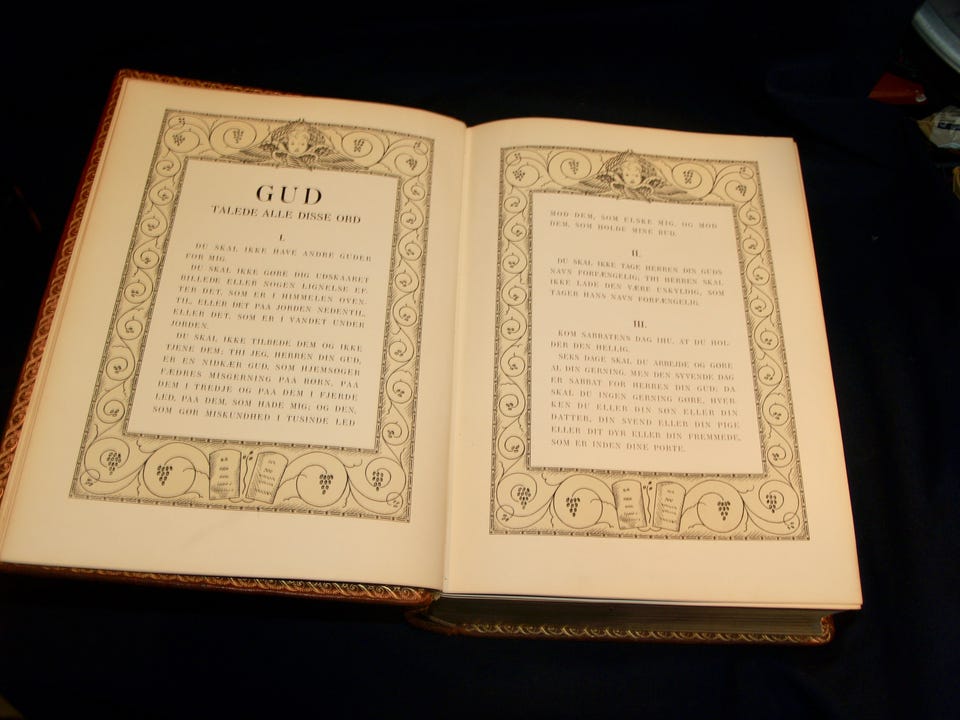 GUD
TALEDE ALLE DISSE ORD
I.
DU SKAL IKKE HAVE ANDRE GUDER
FOR MIG.
DU SKAL IKKE GØRE DIG UDSKAARET
BILLEDE ELLER NOGEN LIGNELSE EF-
TER DET, SOM ER I HIMMELEN OVEN-
TIL, ELLER DET PAA JORDEN NEDENTIL,
ELLER DET, SOM ER I VANDET UNDER
JORDEN.
DU SKAL IKKE TILBEDE DEM OG IKKE
TJENE DEM; THI JEG, HERREN DIN GUD,
ER EN NIDKÆR GUD, SOM HJEMSØGER
FÆDRES MISGERNING PAA BØRN, PAA
DEM I TREDJE OG PAA DEM I FJERDE
LED, PAA DEM, SOM HADE MIG; OG DEN,
SOM GØR MISKUNDHED I TUSINDE LED
MOD DEM, SOM ELSKE MIG, OG MOD
DEM, SOM HOLDE MINE BUD.
II.
DU SKAL IKKE TAGE HERREN DIN GUDS
NAVN FORFÆNGELIG; THI HERREN SKAL
IKKE LADE DEN VÆRE USKYLDIG, SOM
TAGER HANS NAVN FORFÆNGELIG.
III.
KOM SABBATENS DAG IHU, AT DU HOL-
DER DEN HELLIG.
SEKS DAGE SKAL DU ARBEJDE OG GØRE
AL DIN GERNING, MEN DEN SYVENDE DAG
ER SABBAT FOR HERREN DIN GUD; DA
SKAL DU INGEN GERNING GØRE, HVER-
KEN DU ELLER DIN SØN ELLER DIN
DATTER, DIN SVEND ELLER DIN PIGE
ELLER DIT DYR ELLER DIN FREMMEDE,
SOM ER INDEN DINE PORTE.